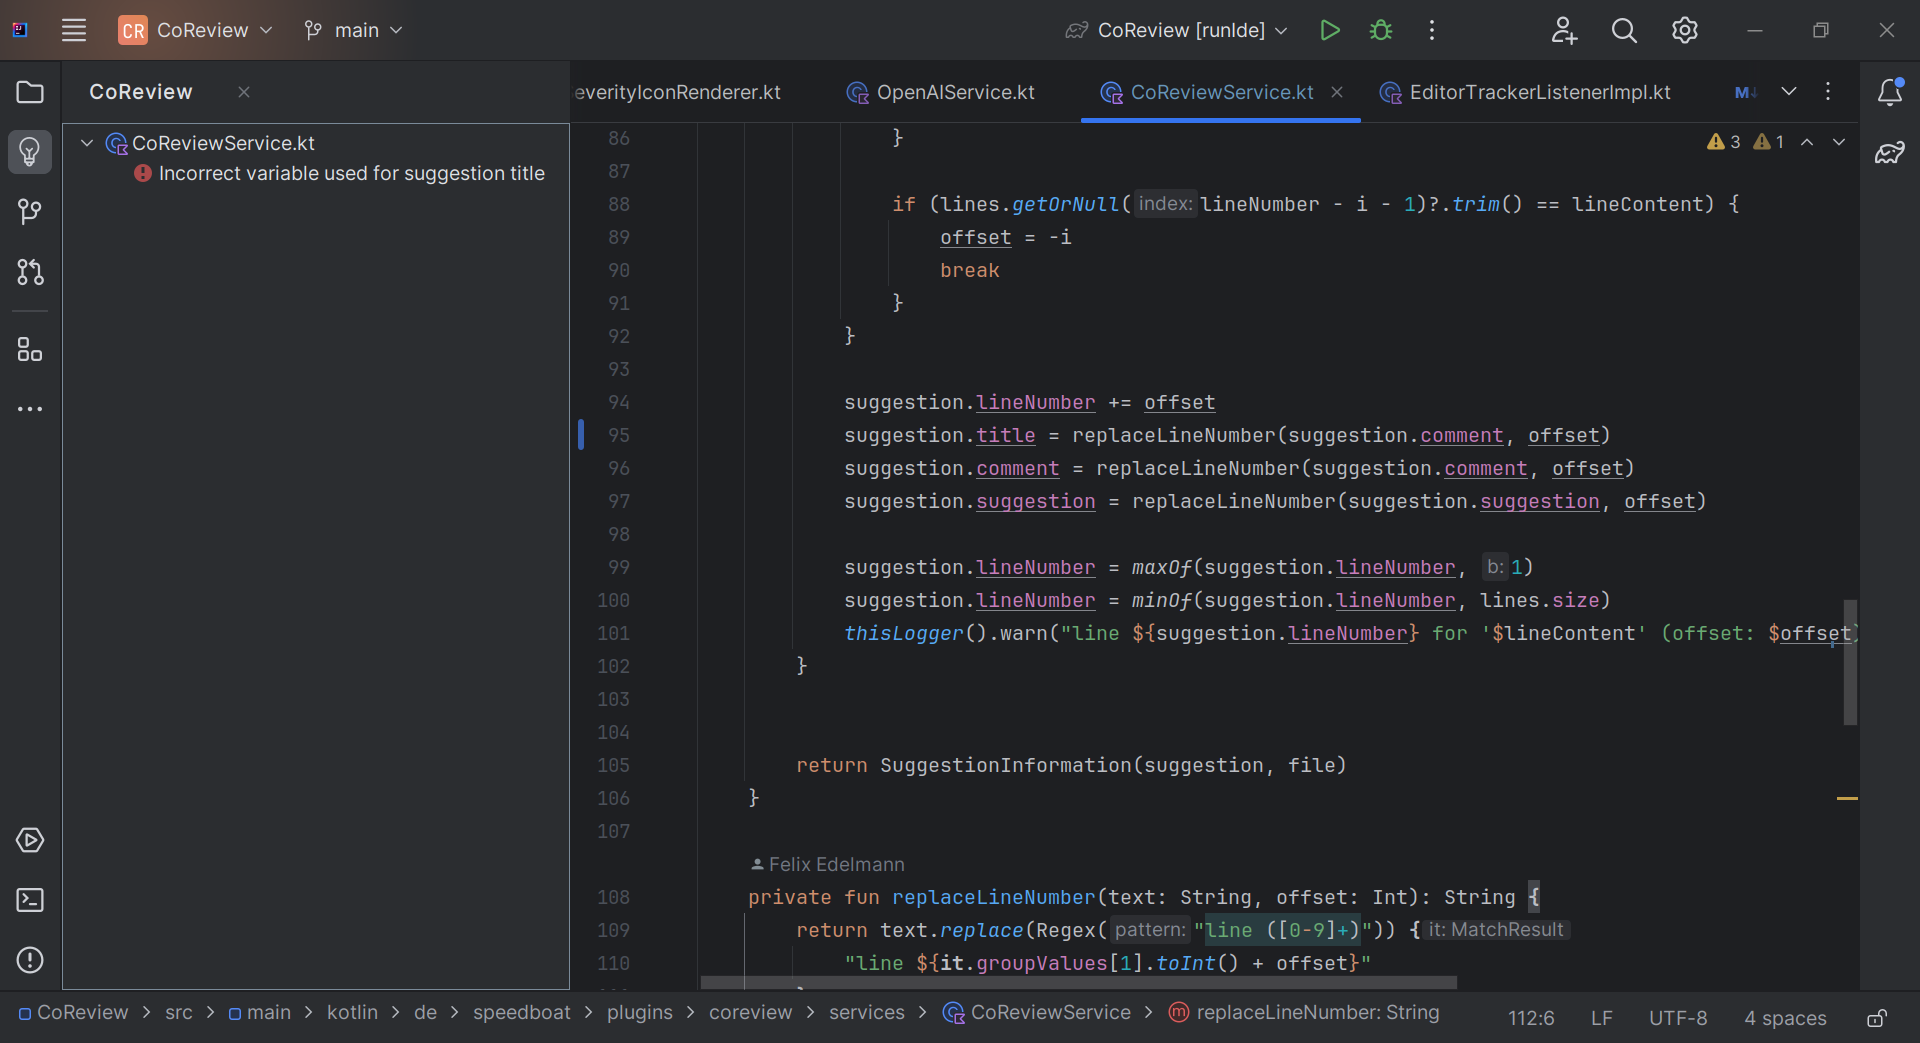 CR CoReview main CoReview [runIde]
CoReview
everityIconRenderer.kt OpenAIService.kt CoReviewService.kt EditorTrackerListenerImpl.kt M↓
CoReviewService.kt
Incorrect variable used for suggestion title
3 1
86 }
87
88 if (lines.getOrNull( index: lineNumber - i - 1)?.trim() == lineContent) {
89 offset = -i
90 break
91 }
92 }
93
94 suggestion.lineNumber += offset
95 suggestion.title = replaceLineNumber(suggestion.comment, offset)
96 suggestion.comment = replaceLineNumber(suggestion.comment, offset)
97 suggestion.suggestion = replaceLineNumber(suggestion.suggestion, offset)
98
99 suggestion.lineNumber = maxOf(suggestion.lineNumber, b: 1)
100 suggestion.lineNumber = minOf(suggestion.lineNumber, lines.size)
101 thisLogger().warn("line ${suggestion.lineNumber} for '$lineContent' (offset: $offset)
102 }
103
104
105 return SuggestionInformation(suggestion, file)
106 }
107
Felix Edelmann
108 private fun replaceLineNumber(text: String, offset: Int): String {
109 return text.replace(Regex( pattern: "line ([0-9]+)")) { it: MatchResult
110 "line ${it.groupValues[1].toInt() + offset}"
CoReview > src > main > kotlin > de > speedboat > plugins > coreview > services > CoReviewService > m replaceLineNumber: String
112:6 LF UTF-8 4 spaces